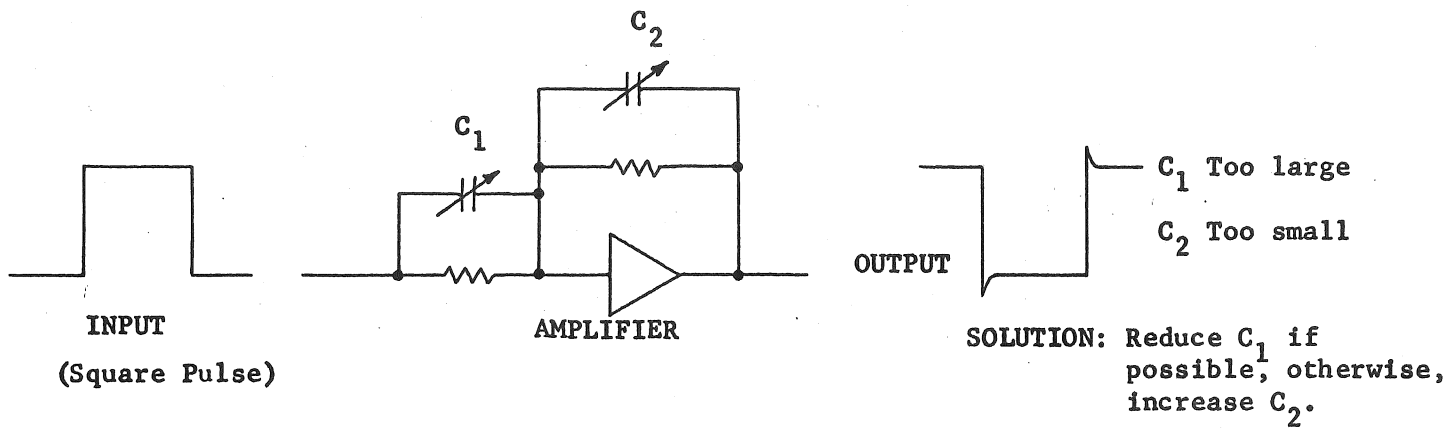 C₂
C₁
C₁ Too large
C₂ Too small
OUTPUT
INPUT
(Square Pulse)
AMPLIFIER
SOLUTION: Reduce C₁ if
possible, otherwise,
increase C₂.